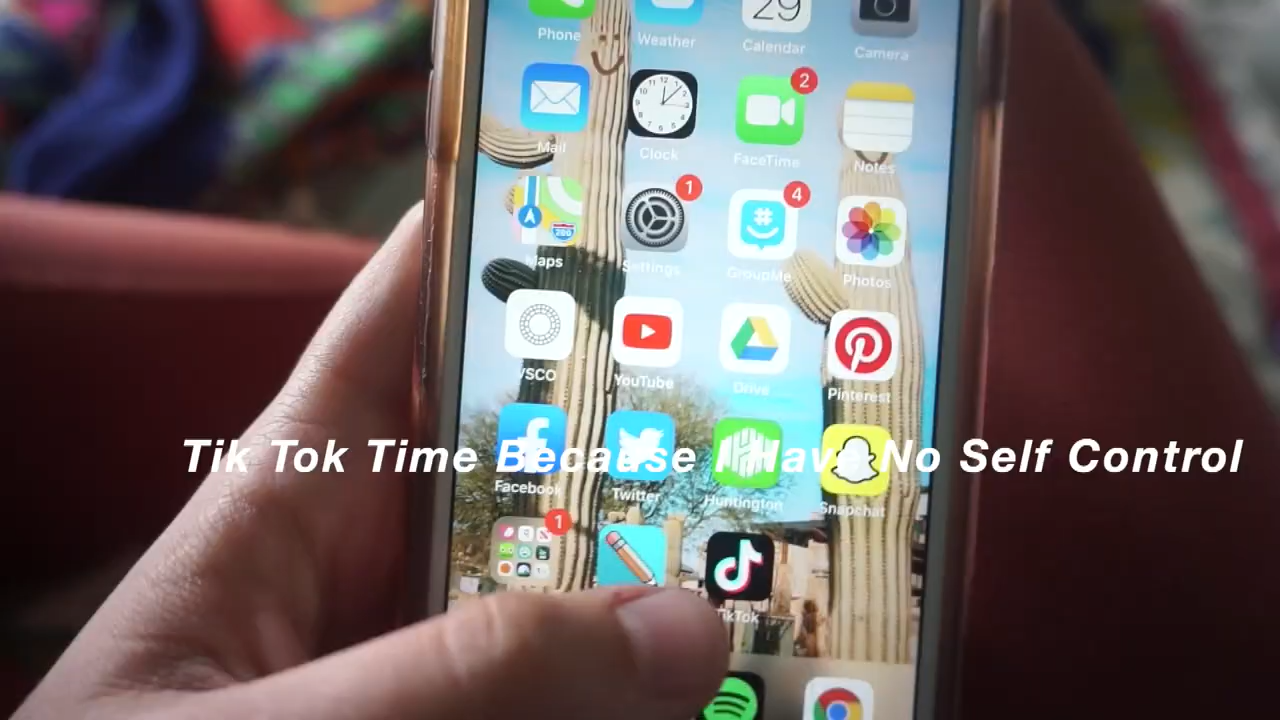 29
Phone
Weather
Calendar
Camera
2
Mail
Clock
FaceTime
Notes
1
4
280
Maps
Settings
GroupMe
Photos
VSCO
YouTube
Drive
Pinterest
Tik Tok Time Because I Have No Self Control
Facebook
Twitter
Huntington
Snapchat
1
TikTok